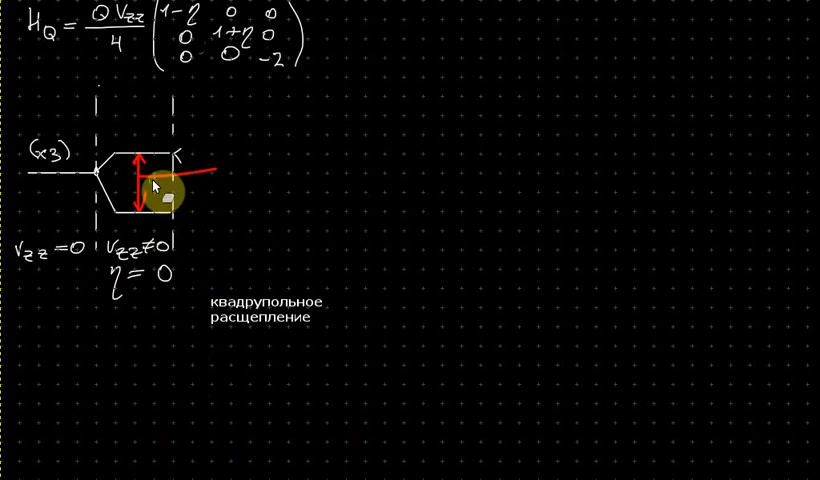 H_Q = Q V_zz / 4 (1-η 0 0
0 1+η 0
0 0 -2)
(x3)
V_zz = 0 V_zz ≠ 0
η = 0
квадрупольное
расщепление